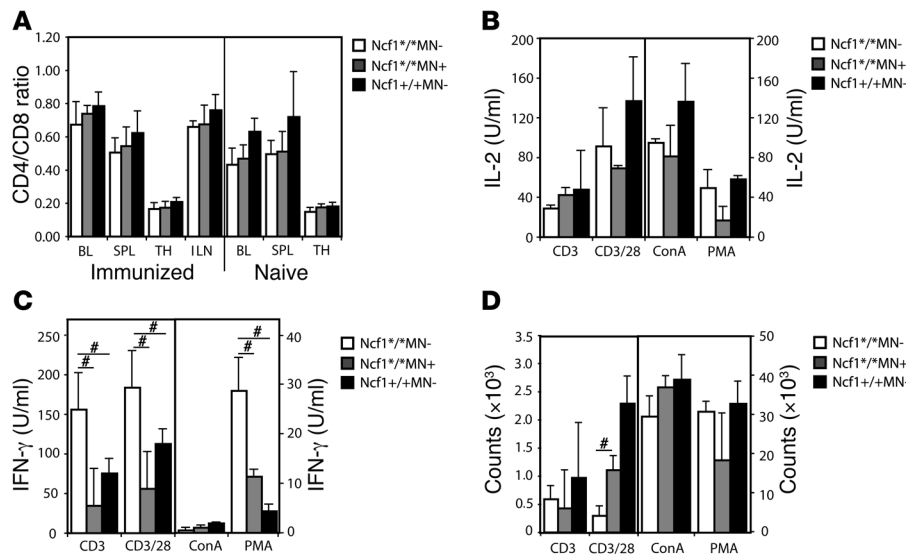 A
CD4/CD8 ratio
1.20
1.00
0.80
0.60
0.40
0.20
0.00
BL SPL TH ILN BL SPL TH
Immunized Naive
Ncf1*/*MN-
Ncf1*/*MN+
Ncf1+/+MN-
B
IL-2 (U/ml)
200
160
120
80
40
0
CD3 CD3/28 ConA PMA
200
160
120
80
40
0
IL-2 (U/ml)
Ncf1*/*MN-
Ncf1*/*MN+
Ncf1+/+MN-
C
IFN-γ (U/ml)
250
200
150
100
50
0
# # # # # #
CD3 CD3/28 ConA PMA
40
30
20
10
0
IFN-γ (U/ml)
Ncf1*/*MN-
Ncf1*/*MN+
Ncf1+/+MN-
D
Counts (×10³)
3.5
3.0
2.5
2.0
1.5
1.0
0.5
0.0
#
CD3 CD3/28 ConA PMA
50
40
30
20
10
0
Counts (×10³)
Ncf1*/*MN-
Ncf1*/*MN+
Ncf1+/+MN-